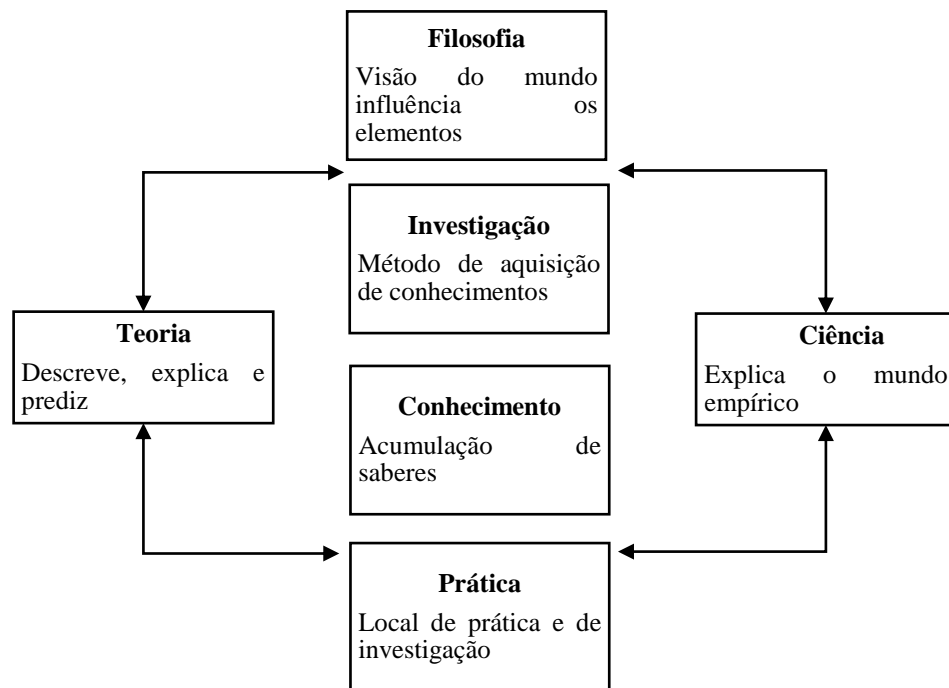 Filosofia
Visão do mundo
influência os
elementos
Investigação
Método de aquisição
de conhecimentos
Teoria
Descreve, explica e
prediz
Ciência
Explica o mundo
empírico
Conhecimento
Acumulação de
saberes
Prática
Local de prática e de
investigação